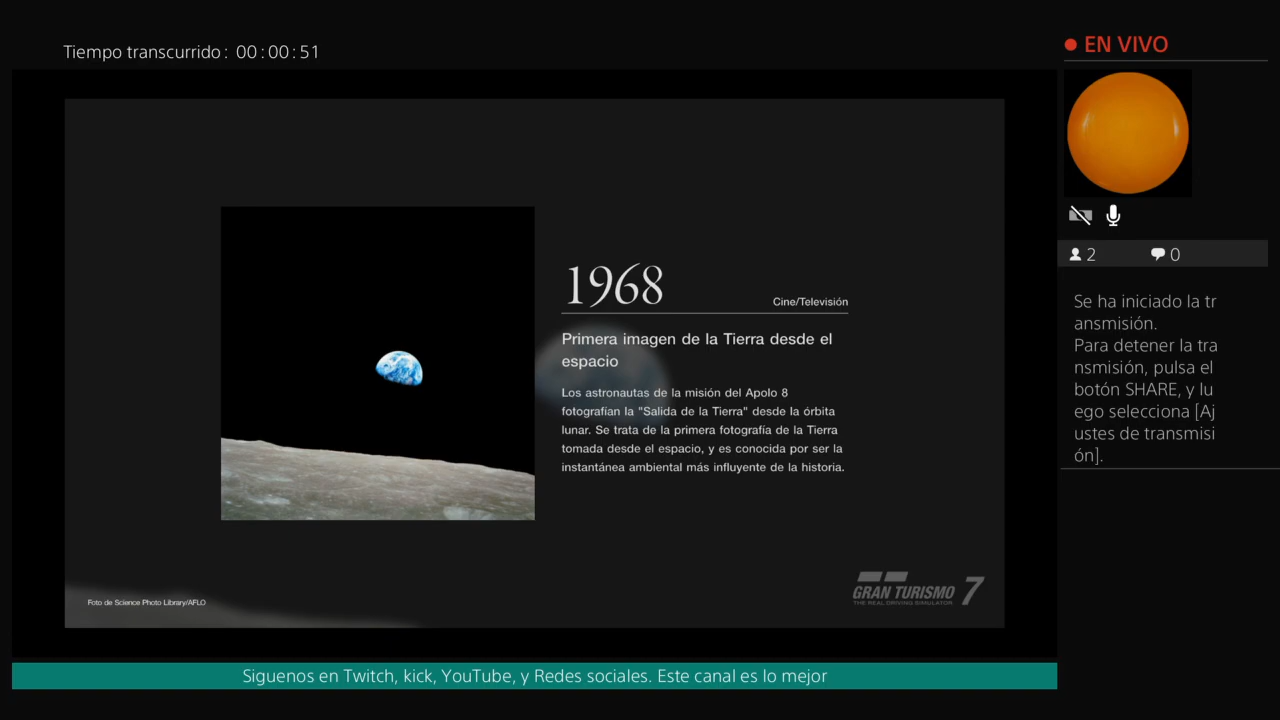 Tiempo transcurrido : 00:00:51
EN VIVO
2
0
Se ha iniciado la tr
ansmisión.
Para detener la tra
nsmisión, pulsa el
botón SHARE, y lu
ego selecciona [Aj
ustes de transmisi
ón].
1968
Cine/Televisión
Primera imagen de la Tierra desde el
espacio
Los astronautas de la misión del Apolo 8
fotografían la "Salida de la Tierra" desde la órbita
lunar. Se trata de la primera fotografía de la Tierra
tomada desde el espacio, y es conocida por ser la
instantánea ambiental más influyente de la historia.
Foto de Science Photo Library/AFLO
GRAN TURISMO 7
THE REAL DRIVING SIMULATOR
Siguenos en Twitch, kick, YouTube, y Redes sociales. Este canal es lo mejor